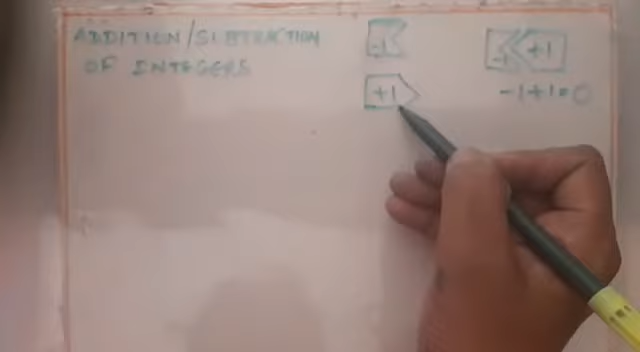 ADDITION/SUBTRACTION
OF INTEGERS
-1
+1
-1 +1
-1+1=0